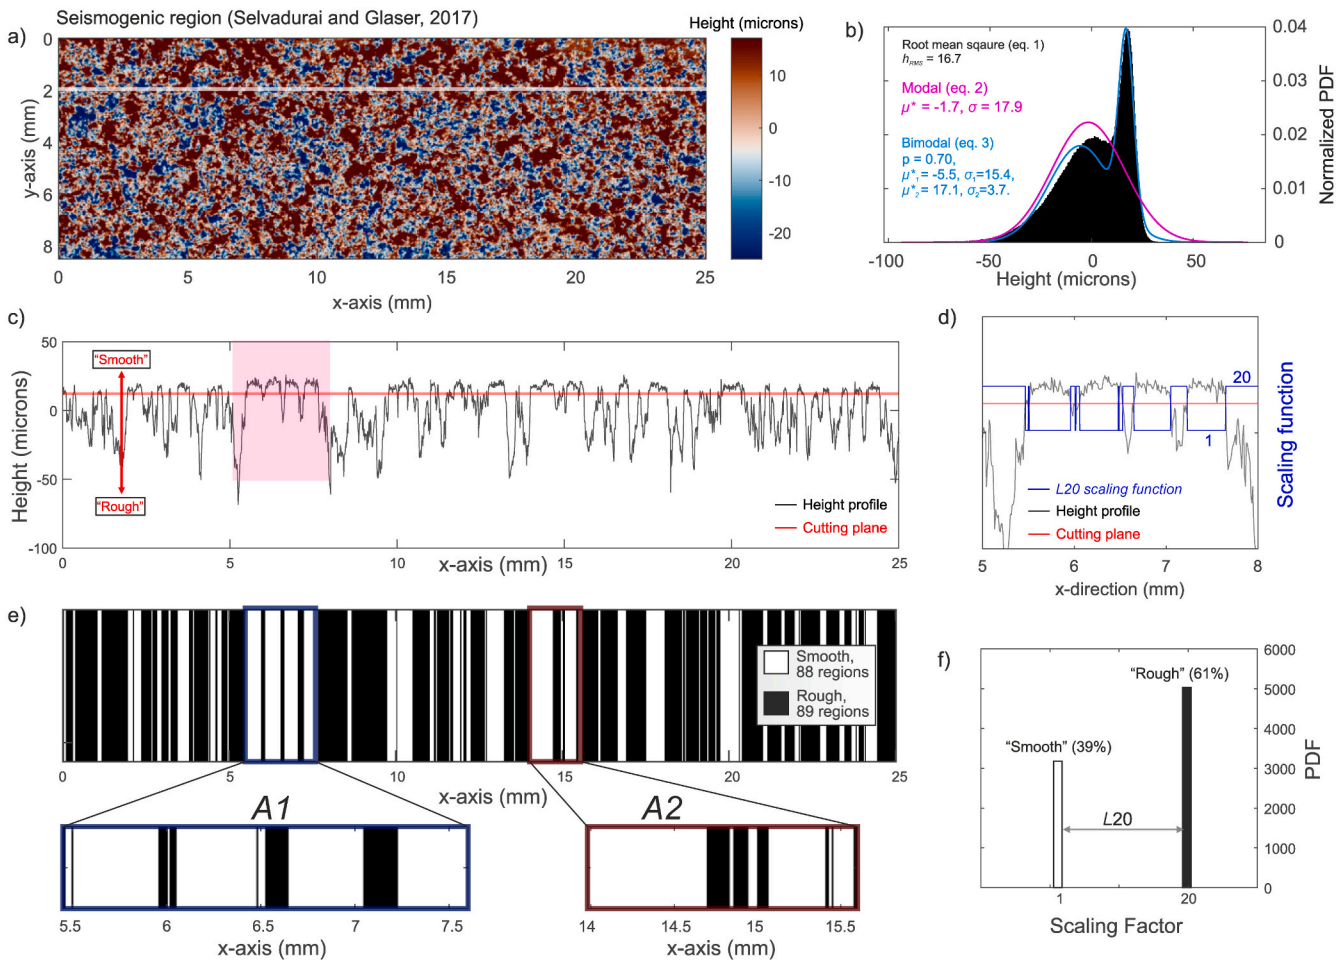 Seismogenic region (Selvadurai and Glaser, 2017)
Height (microns)
a)
0
2
4
6
8
y-axis (mm)
0
5
10
15
20
25
x-axis (mm)
10
0
-10
-20
b)
Root mean sqaure (eq. 1)
hRMS = 16.7
Modal (eq. 2)
μ* = -1.7, σ = 17.9
Bimodal (eq. 3)
p = 0.70,
μ*1 = -5.5, σ1=15.4,
μ*2 = 17.1, σ2=3.7.
0.04
0.03
0.02
0.01
0
Normalized PDF
-100
-50
0
50
Height (microns)
c)
50
0
-50
-100
Height (microns)
“Smooth”
“Rough”
Height profile
Cutting plane
0
5
10
15
20
25
x-axis (mm)
d)
20
1
Scaling function
L20 scaling function
Height profile
Cutting plane
5
6
7
8
x-direction (mm)
e)
Smooth,
88 regions
Rough,
89 regions
0
5
10
15
20
25
x-axis (mm)
A1
A2
5.5
6
6.5
7
7.5
x-axis (mm)
14
14.5
15
15.5
x-axis (mm)
f)
“Rough” (61%)
“Smooth” (39%)
L20
6000
5000
4000
3000
2000
1000
0
PDF
1
20
Scaling Factor